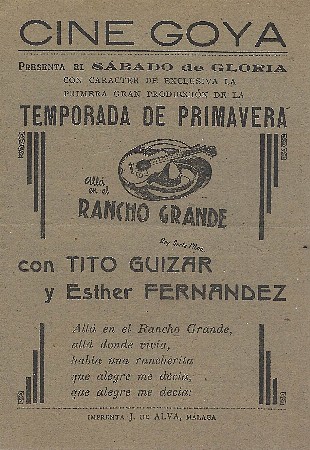 CINE GOYA
PRESENTA EL SÁBADO de GLORIA
CON CARACTER DE EXCLUSIVA LA
PRIMERA GRAN PRODUCCIÓN DE LA
TEMPORADA DE PRIMAVERA
Allá
en el
RANCHO GRANDE
con TITO GUIZAR
y Esther FERNANDEZ
Allá en el Rancho Grande,
allá donde vivía,
había una rancherita
que alegre me decía,
que alegre me decía:
IMPRENTA J. DE ALVA, MALAGA